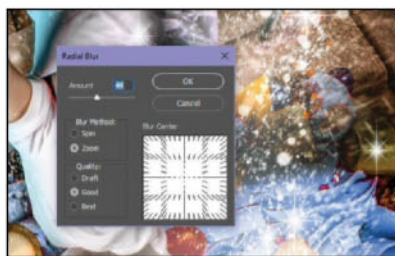 Radial Blur
Amount
OK
Cancel
Blur Method:
Spin
Zoom
Blur Center
Quality:
Draft
Good
Best